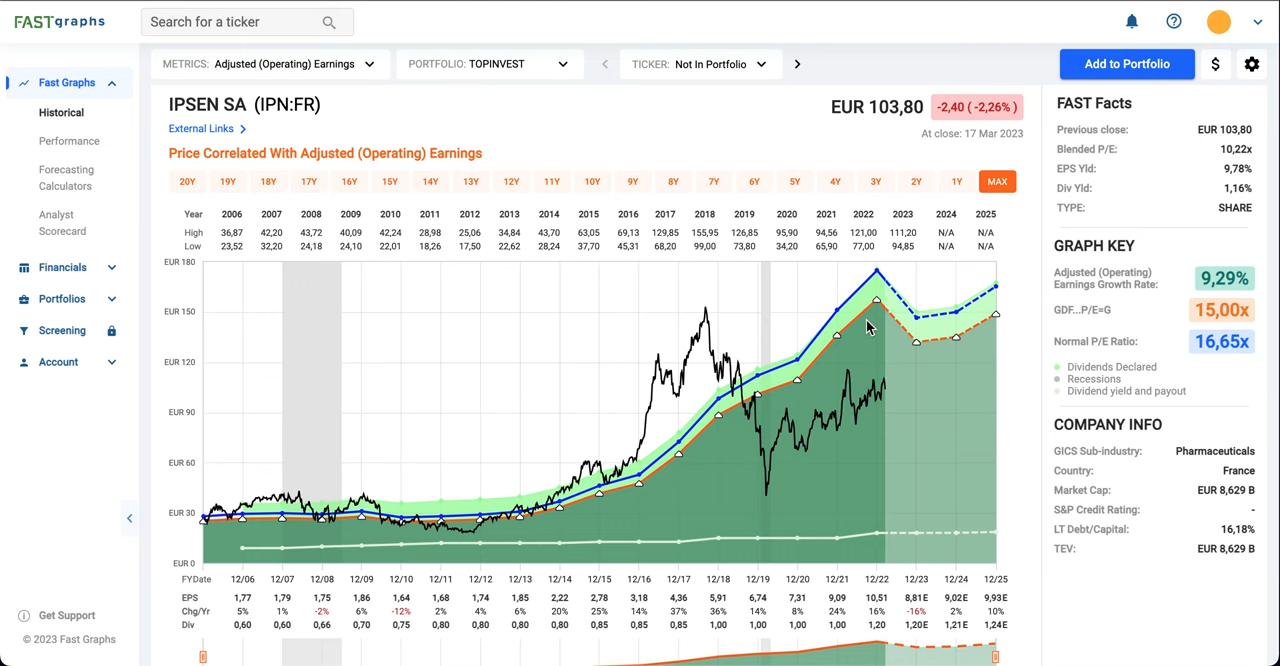 FASTgraphs
Search for a ticker
METRICS: Adjusted (Operating) Earnings
PORTFOLIO: TOPINVEST
TICKER: Not In Portfolio
Add to Portfolio
$
Fast Graphs
Historical
Performance
Forecasting
Calculators
Analyst
Scorecard
Financials
Portfolios
Screening
Account
Get Support
© 2023 Fast Graphs
IPSEN SA (IPN:FR)
EUR 103,80 -2,40 ( -2,26% )
External Links
At close: 17 Mar 2023
Price Correlated With Adjusted (Operating) Earnings
20Y 19Y 18Y 17Y 16Y 15Y 14Y 13Y 12Y 11Y 10Y 9Y 8Y 7Y 6Y 5Y 4Y 3Y 2Y 1Y MAX
Year 2006 2007 2008 2009 2010 2011 2012 2013 2014 2015 2016 2017 2018 2019 2020 2021 2022 2023 2024 2025
High 36,87 42,20 43,72 40,09 42,24 28,98 25,06 34,84 43,70 63,05 69,13 129,85 155,95 126,85 95,90 94,56 121,00 111,20 N/A N/A
Low 23,52 32,20 24,18 24,10 22,01 18,26 17,50 22,62 28,24 37,70 45,31 68,20 99,00 73,80 34,20 65,90 77,00 94,85 N/A N/A
EUR 180
EUR 150
EUR 120
EUR 90
EUR 60
EUR 30
EUR 0
FYDate 12/06 12/07 12/08 12/09 12/10 12/11 12/12 12/13 12/14 12/15 12/16 12/17 12/18 12/19 12/20 12/21 12/22 12/23 12/24 12/25
EPS 1,77 1,79 1,75 1,86 1,64 1,68 1,74 1,85 2,22 2,78 3,18 4,36 5,91 6,74 7,31 9,09 10,51 8,81E 9,02E 9,93E
Chg/Yr 5% 1% -2% 6% -12% 2% 4% 6% 20% 25% 14% 37% 36% 14% 8% 24% 16% -16% 2% 10%
Div 0,60 0,60 0,66 0,70 0,75 0,80 0,80 0,80 0,80 0,85 0,85 0,85 1,00 1,00 1,00 1,00 1,20 1,20E 1,21E 1,24E
FAST Facts
Previous close: EUR 103,80
Blended P/E: 10,22x
EPS Yld: 9,78%
Div Yld: 1,16%
TYPE: SHARE
GRAPH KEY
Adjusted (Operating)
Earnings Growth Rate: 9,29%
GDF...P/E=G 15,00x
Normal P/E Ratio: 16,65x
Dividends Declared
Recessions
Dividend yield and payout
COMPANY INFO
GICS Sub-industry: Pharmaceuticals
Country: France
Market Cap: EUR 8,629 B
S&P Credit Rating: -
LT Debt/Capital: 16,18%
TEV: EUR 8,629 B